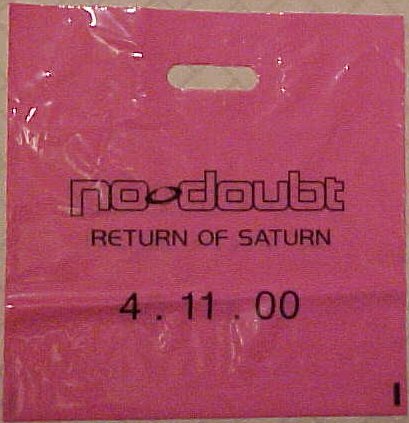 no doubt
RETURN OF SATURN
4 . 11 . 00